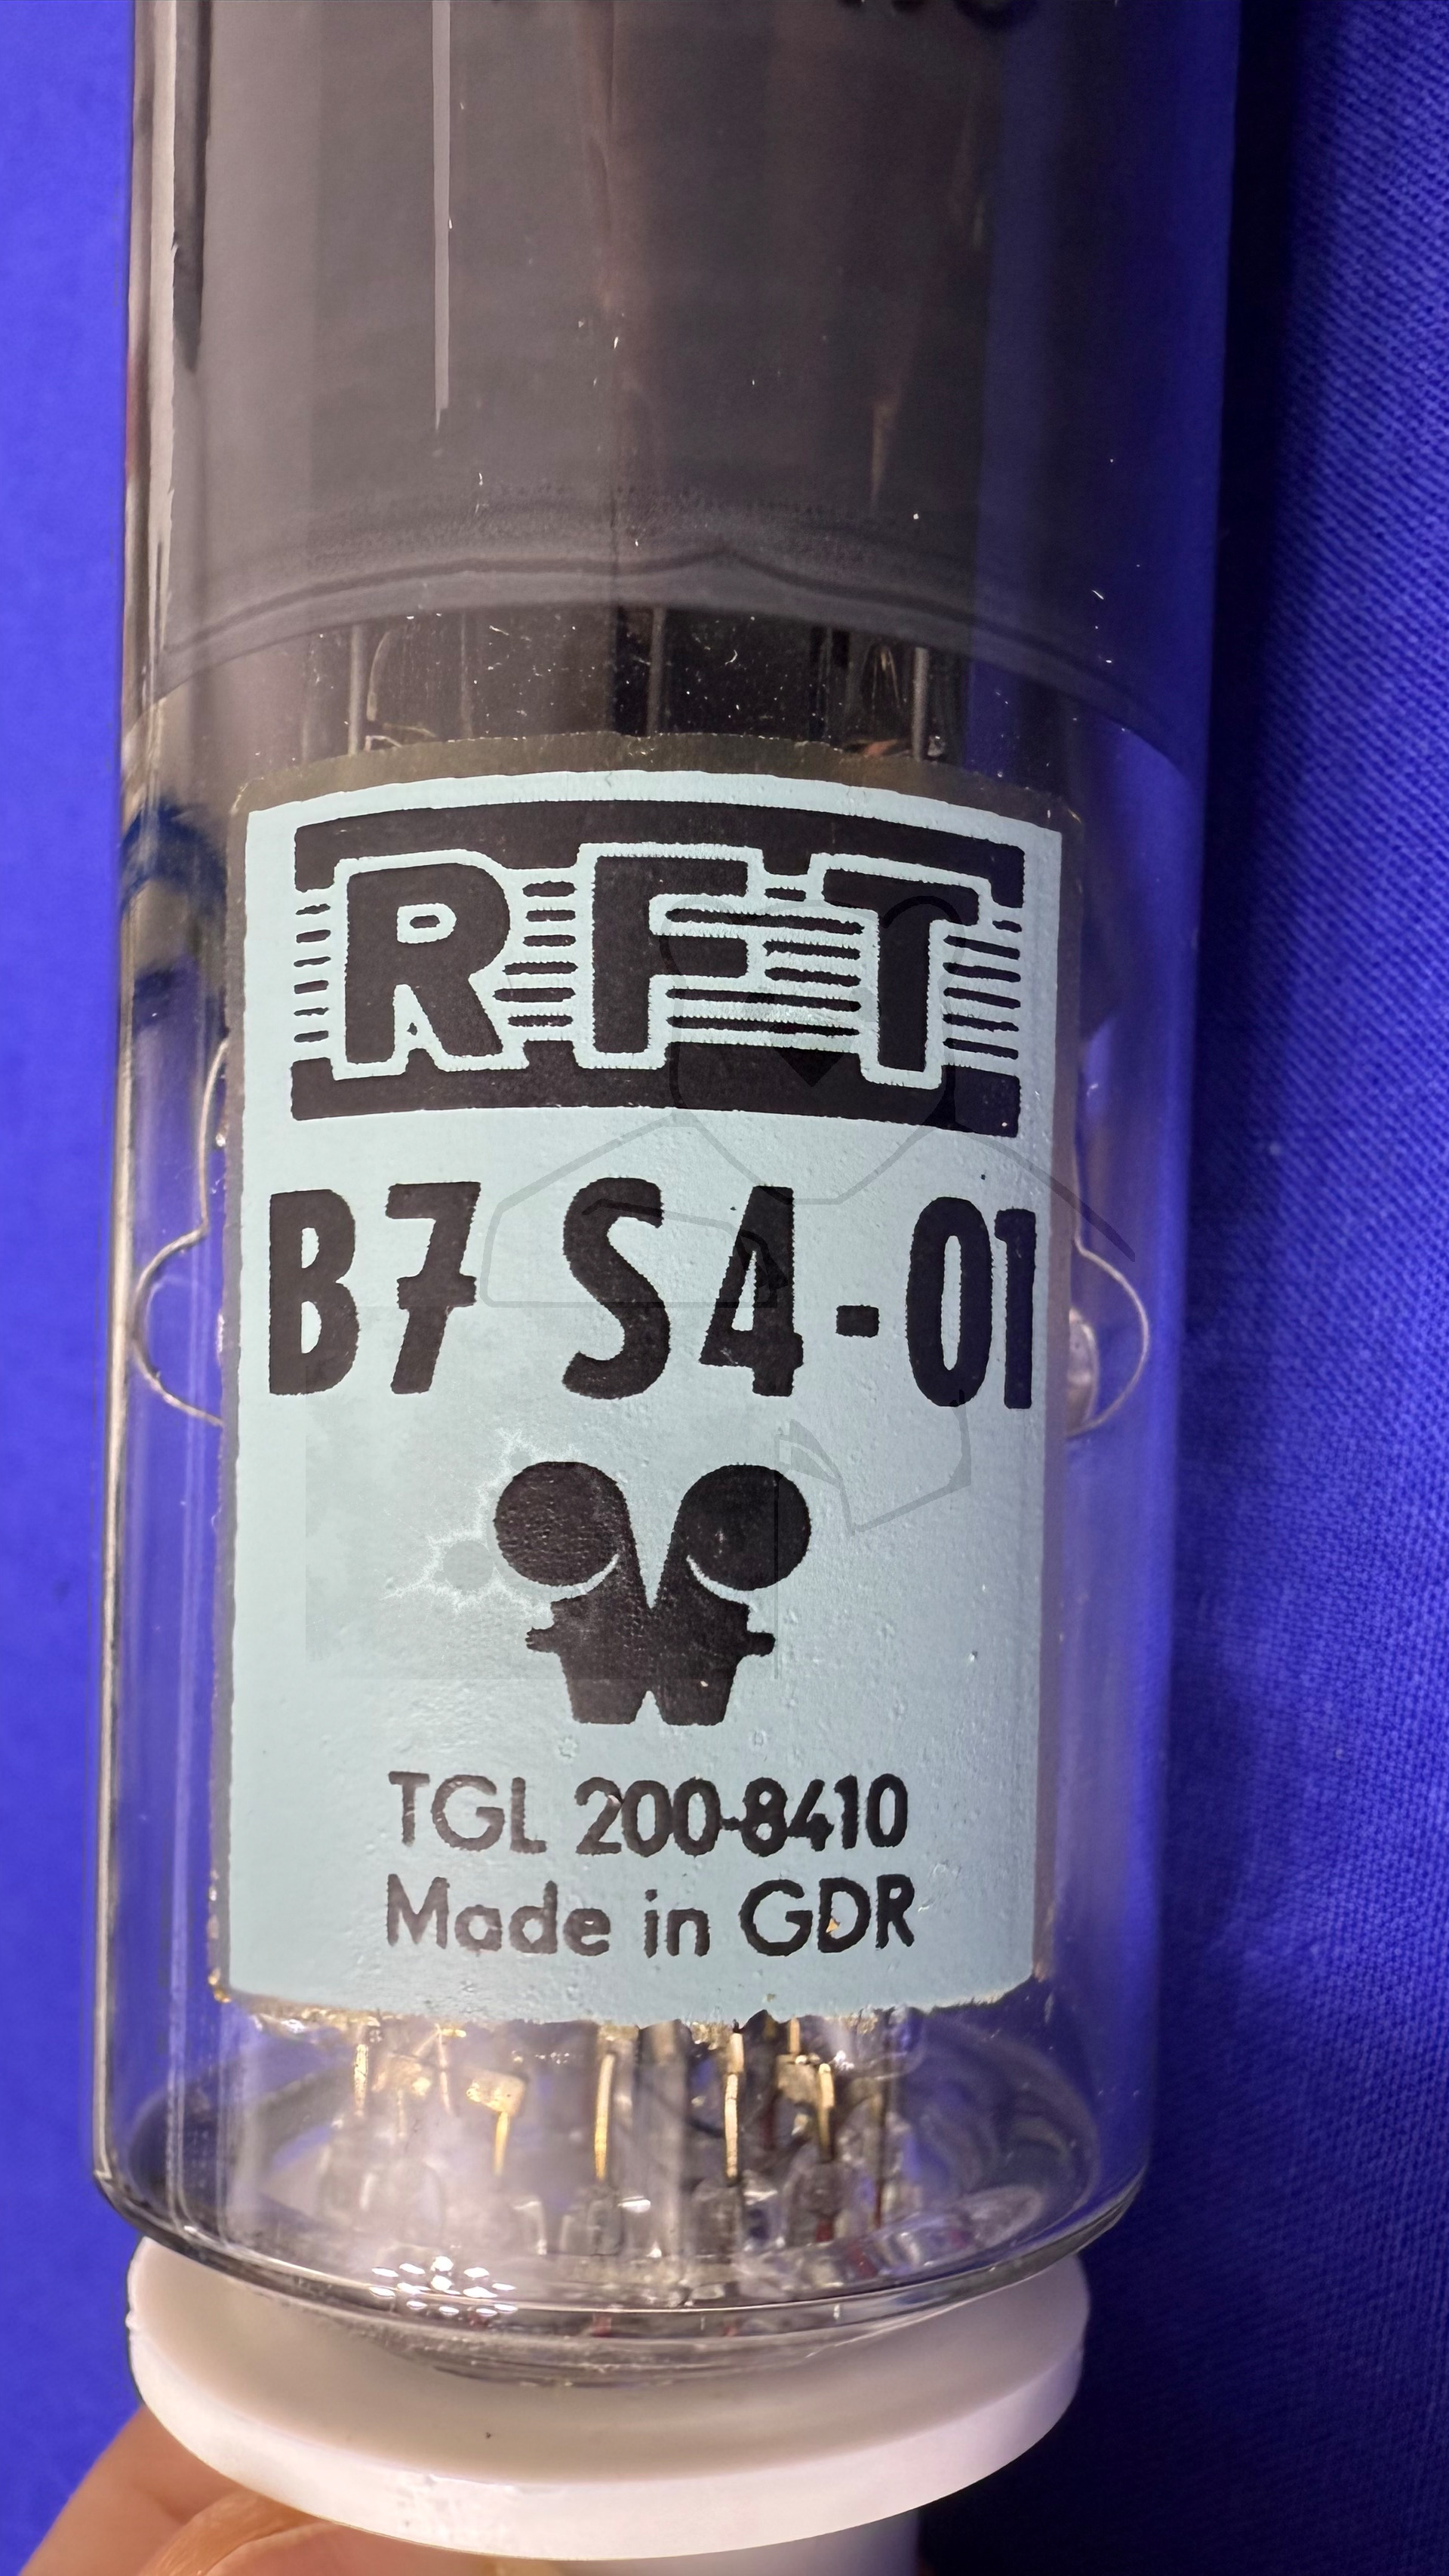 RFT
B7 S4-01
TGL 200-8410
Made in GDR